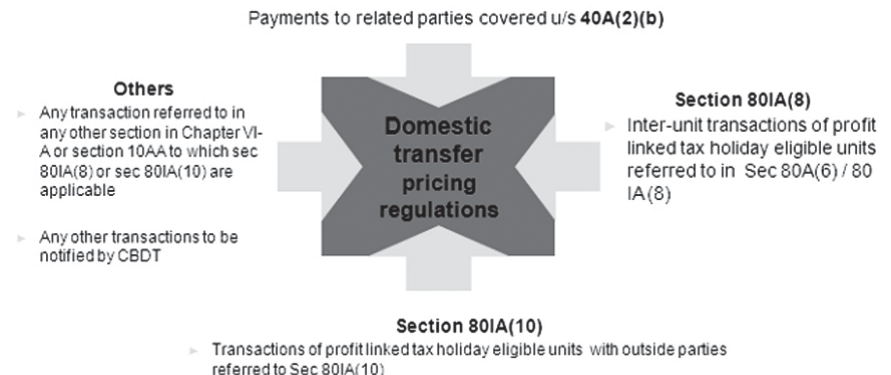 Payments to related parties covered u/s 40A(2)(b)
Others
Any transaction referred to in
any other section in Chapter VI-
A or section 10AA to which sec
80IA(8) or sec 80IA(10) are
applicable
Any other transactions to be
notified by CBDT
Domestic
transfer
pricing
regulations
Section 80IA(8)
Inter-unit transactions of profit
linked tax holiday eligible units
referred to in Sec 80A(6) / 80
IA(8)
Section 80IA(10)
Transactions of profit linked tax holiday eligible units with outside parties
referred to Sec 80IA(10)